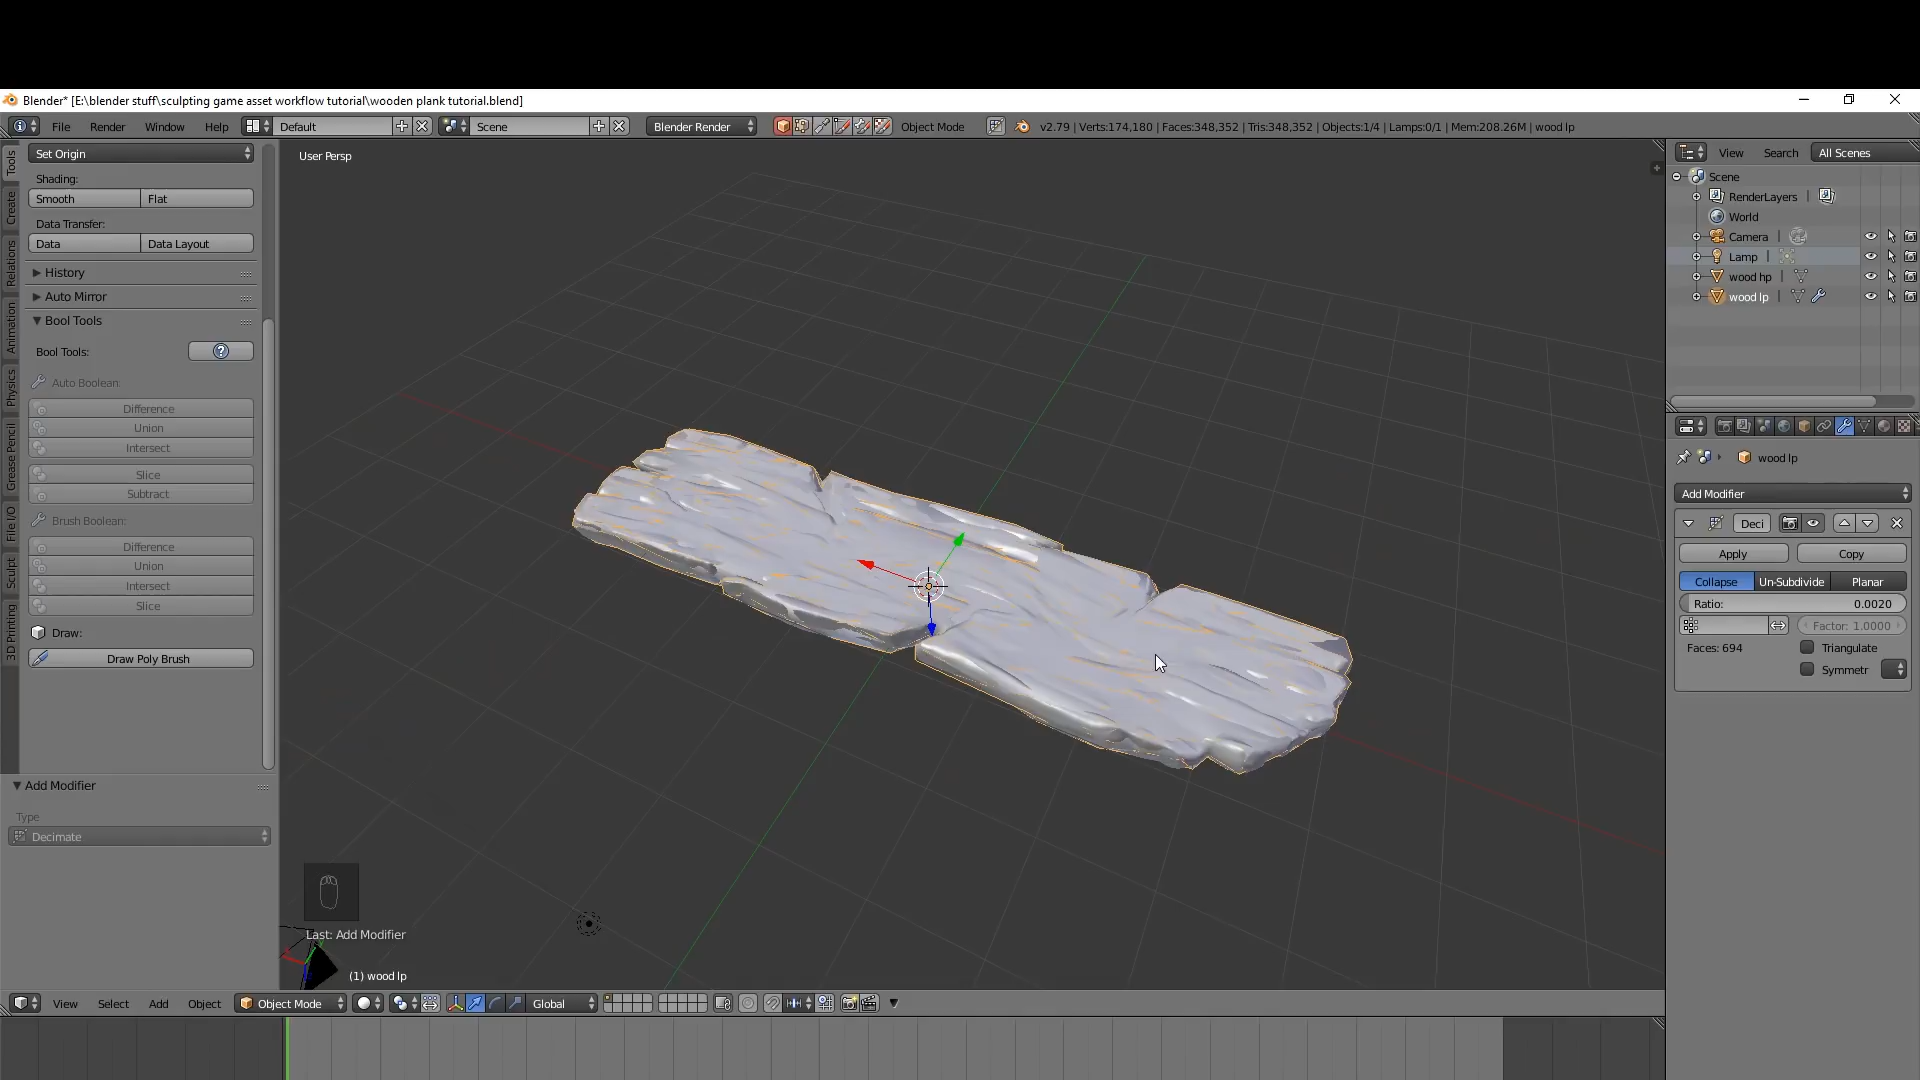 Blender* [E:\blender stuff\sculpting game asset workflow tutorial\wooden plank tutorial.blend]
File Render Window Help Default Scene Blender Render Object Mode v2.79 | Verts:174,180 | Faces:348,352 | Tris:348,352 | Objects:1/4 | Lamps:0/1 | Mem:208.26M | wood lp
Tools
Create
Relations
Animation
Physics
Grease Pencil
File I/O
Sculpt
3D Printing
Set Origin
Shading:
Smooth Flat
Data Transfer:
Data Data Layout
History
Auto Mirror
Bool Tools
Bool Tools:
Auto Boolean:
Difference
Union
Intersect
Slice
Subtract
Brush Boolean:
Difference
Union
Intersect
Slice
Draw:
Draw Poly Brush
Add Modifier
Type
Decimate
User Persp
Last: Add Modifier
(1) wood lp
View Select Add Object Object Mode Global
View Search All Scenes
Scene
RenderLayers |
World
Camera |
Lamp |
wood hp |
wood lp |
wood lp
Add Modifier
Deci
Apply Copy
Collapse Un-Subdivide Planar
Ratio: 0.0020
Factor: 1.0000
Faces: 694 Triangulate
Symmetr